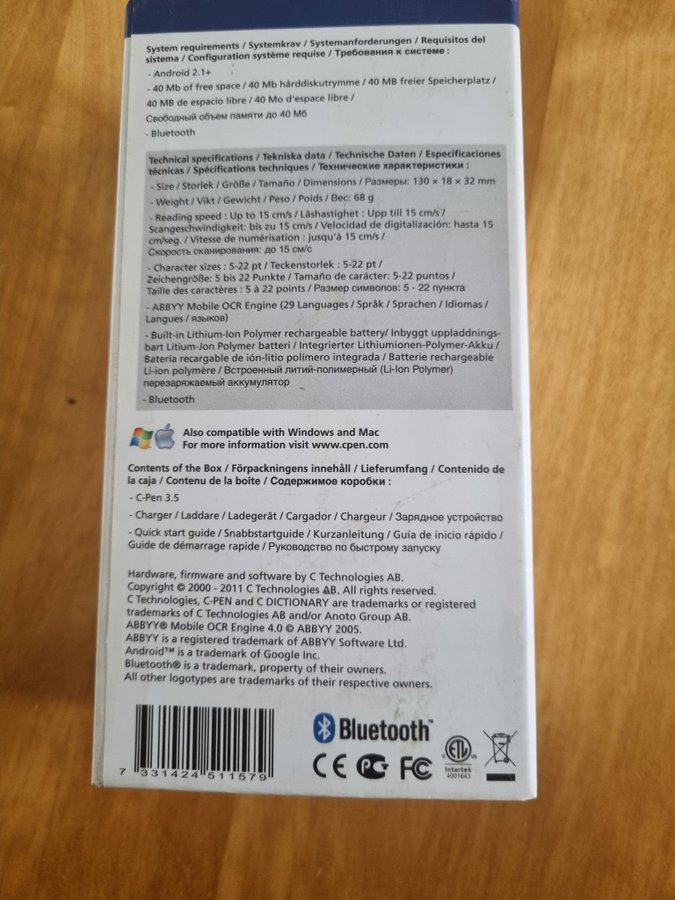 System requirements / Systemkrav / Systemanforderungen / Requisitos del
sistema / Configuration système requise / Требования к системе :
- Android 2.1+
- 40 Mb of free space / 40 Mb hårddiskutrymme / 40 MB freier Speicherplatz /
40 MB de espacio libre / 40 Mo d'espace libre /
Свободный объем памяти до 40 Мб
- Bluetooth
Technical specifications / Tekniska data / Technische Daten / Especificaciones
técnicas / Spécifications techniques / Технические характеристики :
- Size / Storlek / Größe / Tamaño / Dimensions / Размеры: 130 × 18 × 32 mm
- Weight / Vikt / Gewicht / Peso / Poids / Вес: 68 g
- Reading speed : Up to 15 cm/s / Läshastighet : Upp till 15 cm/s /
Scangeschwindigkeit: bis zu 15 cm/s / Velocidad de digitalización: hasta 15
cm/seg. / Vitesse de numérisation : jusqu'à 15 cm/s /
Скорость сканирования: до 15 см/с
- Character sizes : 5-22 pt / Teckenstorlek : 5-22 pt /
Zeichengröße: 5 bis 22 Punkte / Tamaño de carácter: 5-22 puntos /
Taille des caractères : 5 à 22 points / Размер символов: 5 - 22 пункта
- ABBYY Mobile OCR Engine (29 Languages / Språk / Sprachen / Idiomas /
Langues / языков)
- Built-in Lithium-Ion Polymer rechargeable battery/ Inbyggt uppladdnings-
bart Litium-Jon Polymer batteri / Integrierter Lithiumionen-Polymer-Akku /
Batería recargable de ión-litio polímero integrada / Batterie rechargeable
Li-ion polymère / Встроенный литий-полимерный (Li-Ion Polymer)
перезаряжаемый аккумулятор
- Bluetooth
Also compatible with Windows and Mac
For more information visit www.cpen.com
Contents of the Box / Förpackningens innehåll / Lieferumfang / Contenido de
la caja / Contenu de la boîte / Содержимое коробки :
- C-Pen 3.5
- Charger / Laddare / Ladegerät / Cargador / Chargeur / Зарядное устройство
- Quick start guide / Snabbstartguide / Kurzanleitung / Guía de inicio rápido /
Guide de démarrage rapide / Руководство по быстрому запуску
Hardware, firmware and software by C Technologies AB.
Copyright © 2000 - 2011 C Technologies AB. All rights reserved.
C Technologies, C-PEN and C DICTIONARY are trademarks or registered
trademarks of C Technologies AB and/or Anoto Group AB.
ABBYY® Mobile OCR Engine 4.0 © ABBYY 2005.
ABBYY is a registered trademark of ABBYY Software Ltd.
Android™ is a trademark of Google Inc.
Bluetooth® is a trademark, property of their owners.
All other logotypes are trademark of their respective owners.
7 331424 511579
Bluetooth™
CE PG FC
C ETL US
Intertek
4001643